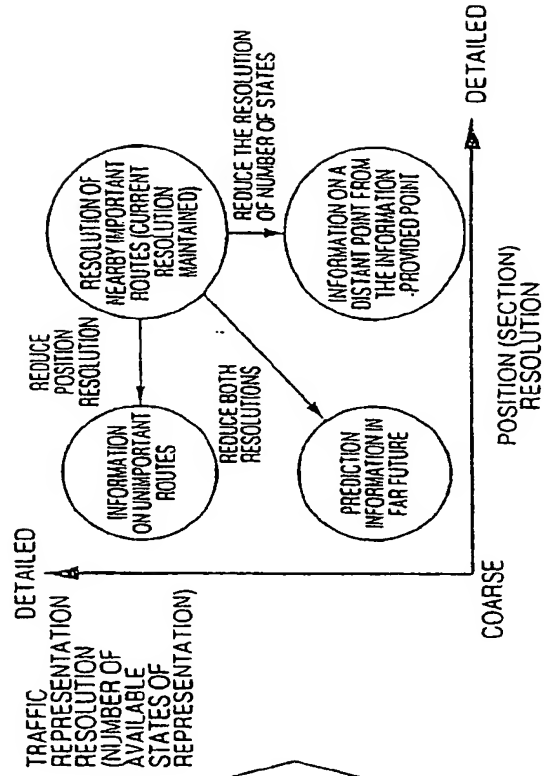 TRAFFIC
REPRESENTATION
RESOLUTION
(NUMBER OF
AVAILABLE
STATES OF
REPRESENTATION)
DETAILED
REDUCE
POSITION
RESOLUTION
RESOLUTION OF
NEARBY IMPORTANT
ROUTES (CURRENT
RESOLUTION
MAINTAINED)
INFORMATION
ON UNIMPORTANT
ROUTES
REDUCE BOTH
RESOLUTIONS
REDUCE THE RESOLUTION
OF NUMBER OF STATES
PREDICTION
INFORMATION IN
FAR FUTURE
INFORMATION ON A
DISTANT POINT FROM
THE INFORMATION
-PROVIDED POINT
COARSE
POSITION (SECTION)
RESOLUTION
DETAILED